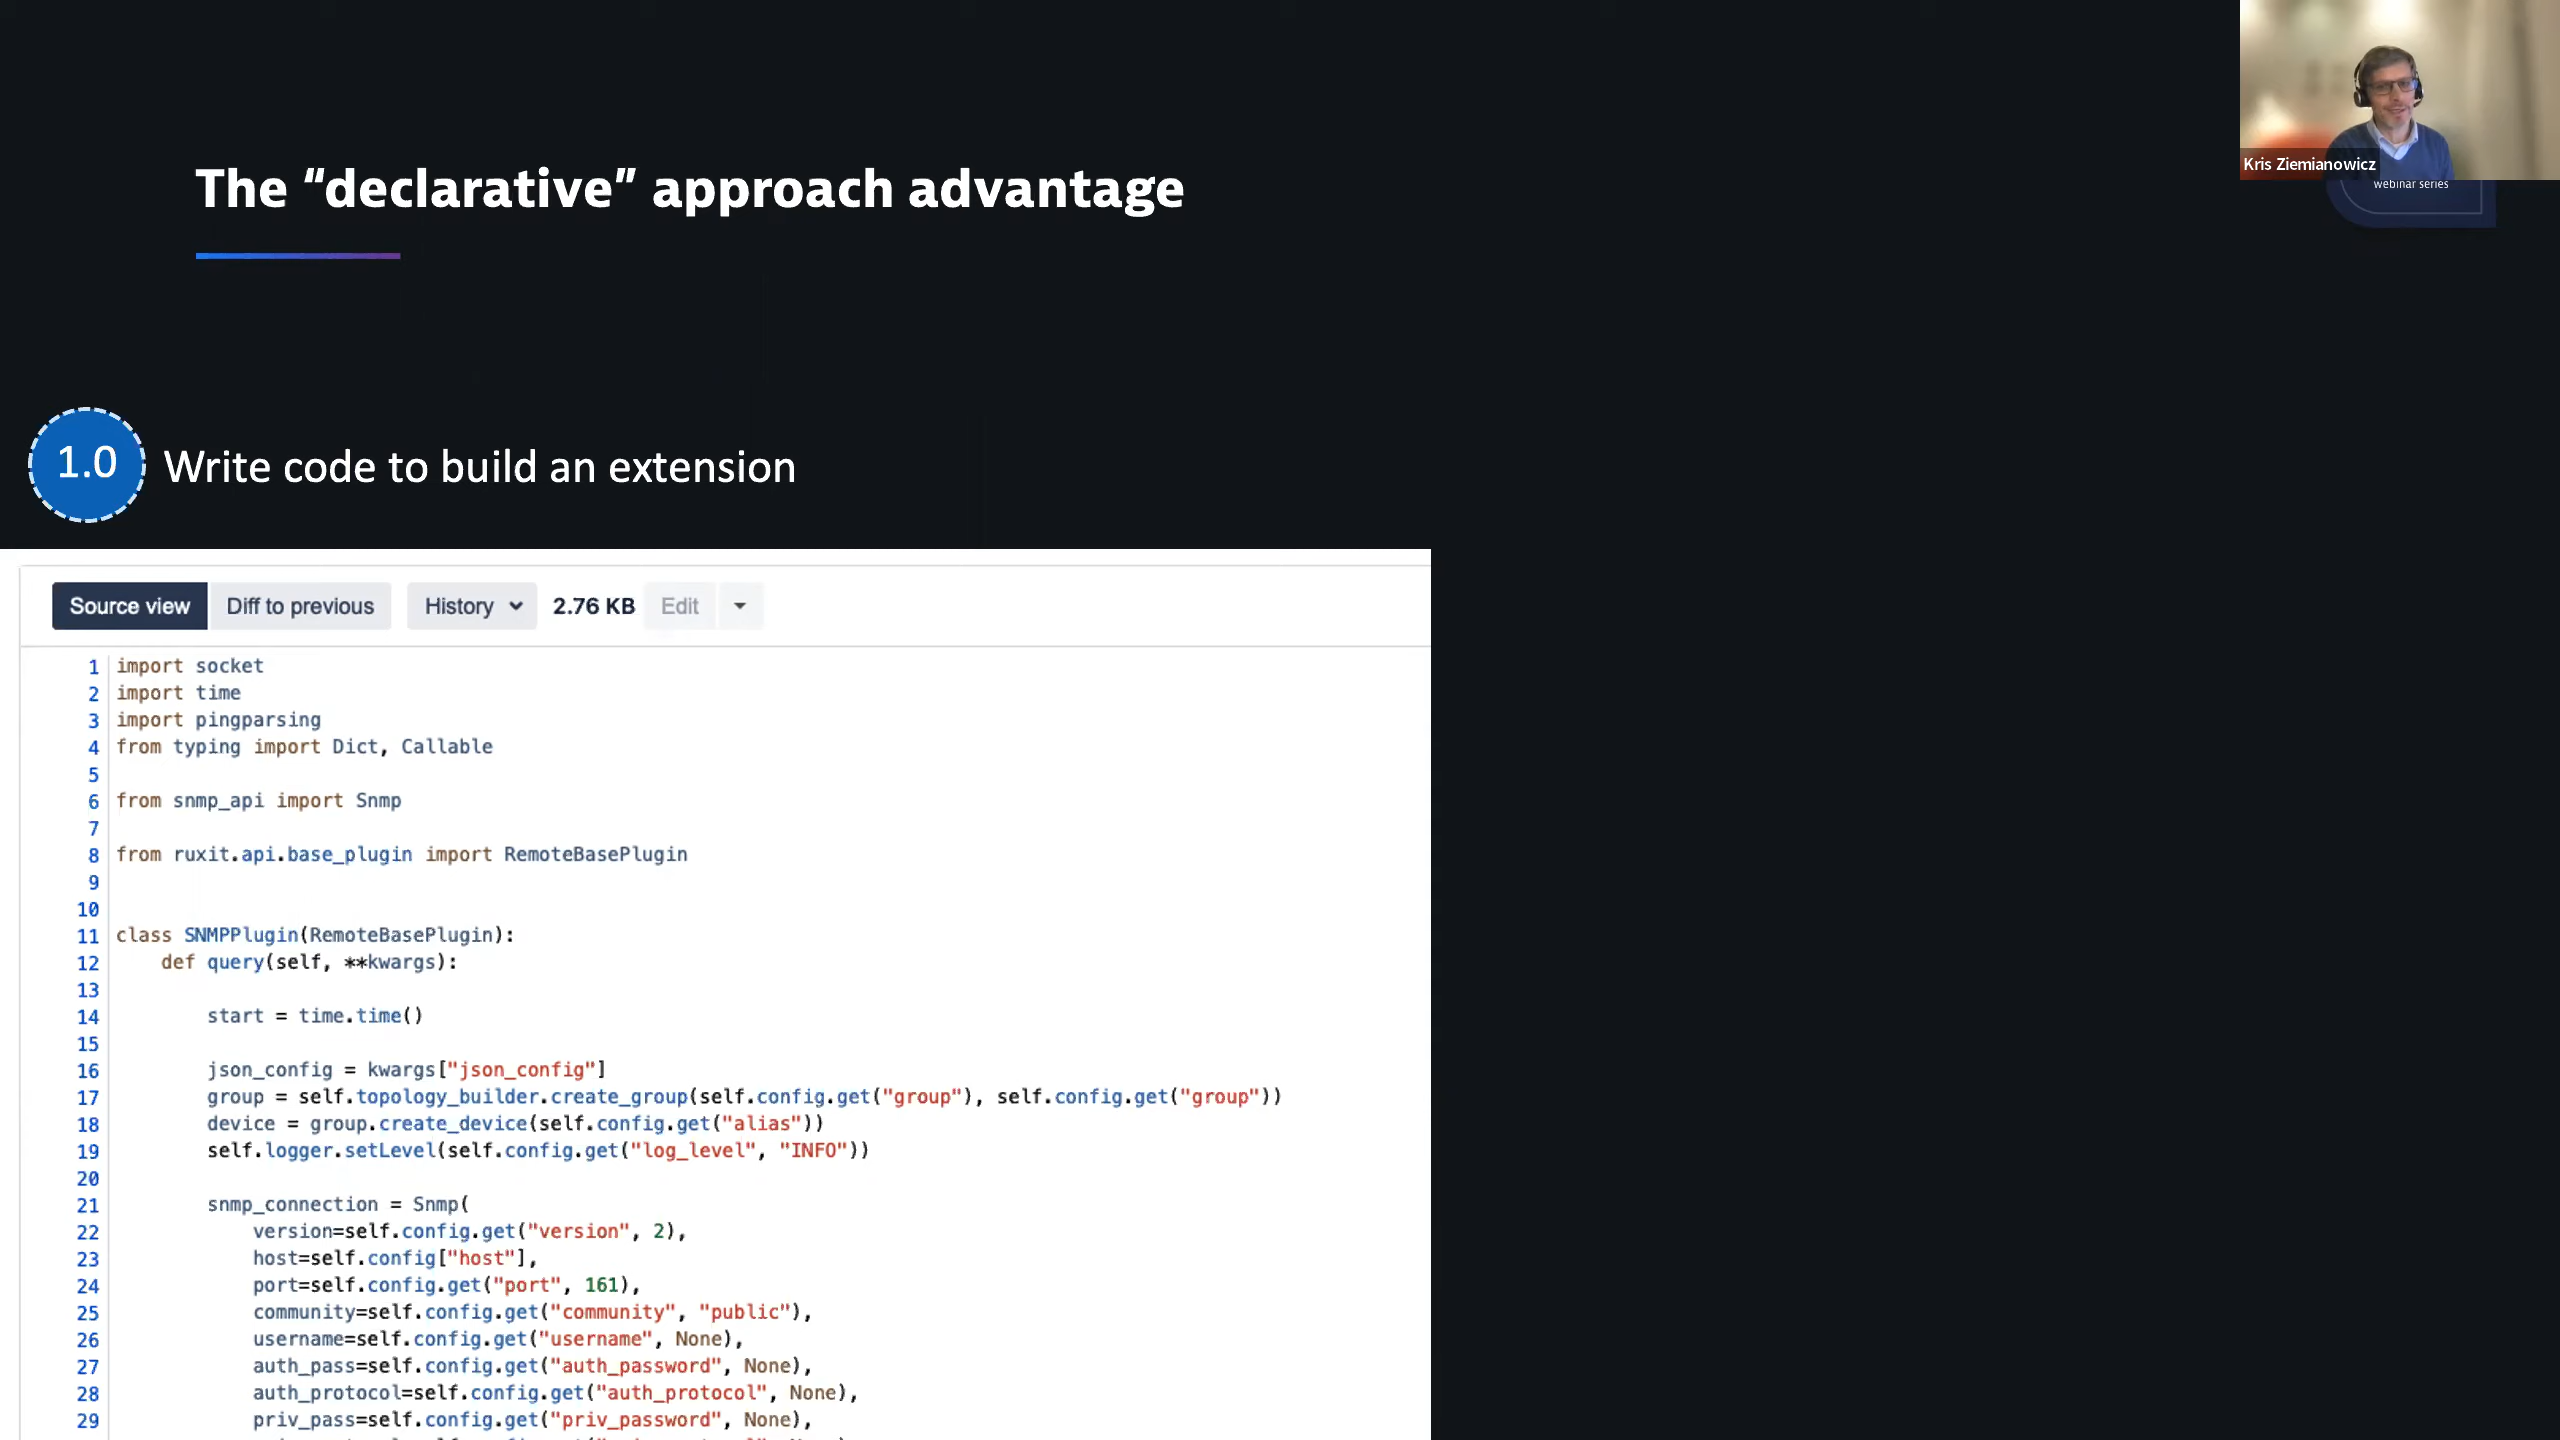 Kris Ziemianowicz
webinar series
The “declarative” approach advantage
1.0 Write code to build an extension
Source view Diff to previous History 2.76 KB Edit
1 import socket
2 import time
3 import pingparsing
4 from typing import Dict, Callable
5
6 from snmp_api import Snmp
7
8 from ruxit.api.base_plugin import RemoteBasePlugin
9
10
11 class SNMPPlugin(RemoteBasePlugin):
12 def query(self, **kwargs):
13
14 start = time.time()
15
16 json_config = kwargs["json_config"]
17 group = self.topology_builder.create_group(self.config.get("group"), self.config.get("group"))
18 device = group.create_device(self.config.get("alias"))
19 self.logger.setLevel(self.config.get("log_level", "INFO"))
20
21 snmp_connection = Snmp(
22 version=self.config.get("version", 2),
23 host=self.config["host"],
24 port=self.config.get("port", 161),
25 community=self.config.get("community", "public"),
26 username=self.config.get("username", None),
27 auth_pass=self.config.get("auth_password", None),
28 auth_protocol=self.config.get("auth_protocol", None),
29 priv_pass=self.config.get("priv_password", None),